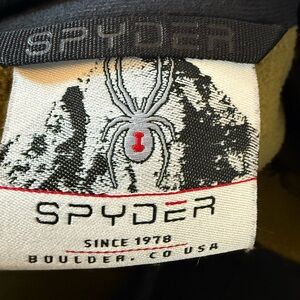 SPYDER
SPYDER
SINCE 1978
BOULDER, CO USA